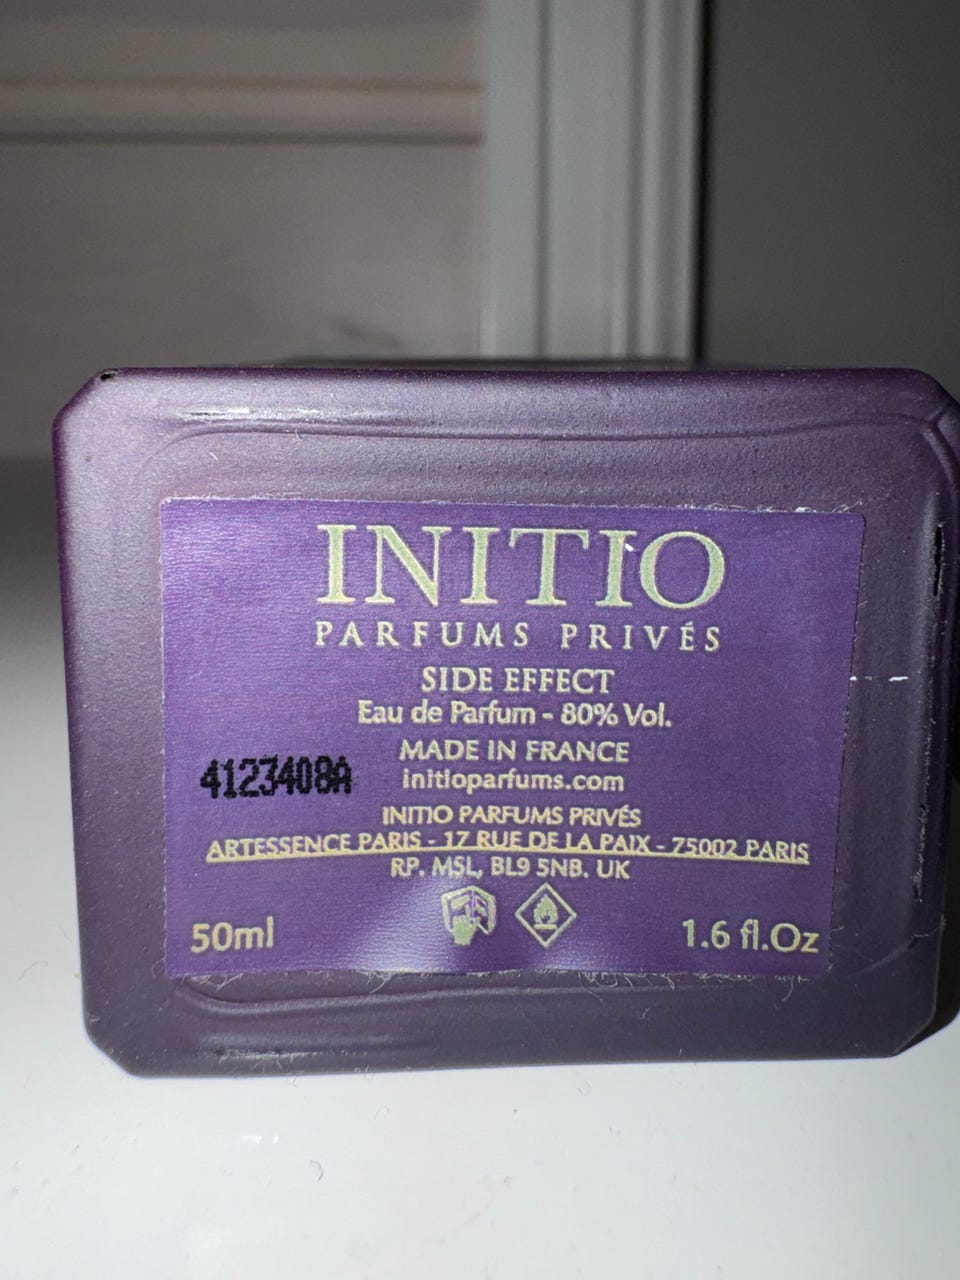 INITIO
PARFUMS PRIVÉS
SIDE EFFECT
Eau de Parfum - 80% Vol.
MADE IN FRANCE
4123408A
initioparfums.com
INITIO PARFUMS PRIVÉS
ARTESSENCE PARIS - 17 RUE DE LA PAIX - 75002 PARIS
RP. MSL, BL9 5NB. UK
50ml
1.6 fl.Oz